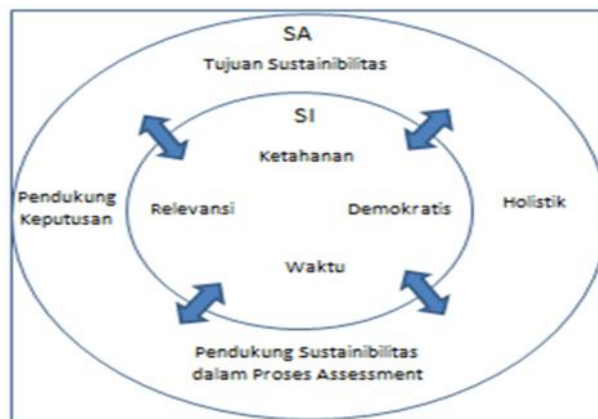 SA
Tujuan Sustainibilitas
SI
Ketahanan
Pendukung
Keputusan
Relevansi
Demokratis
Holistik
Waktu
Pendukung Sustainibilitas
dalam Proses Assessment